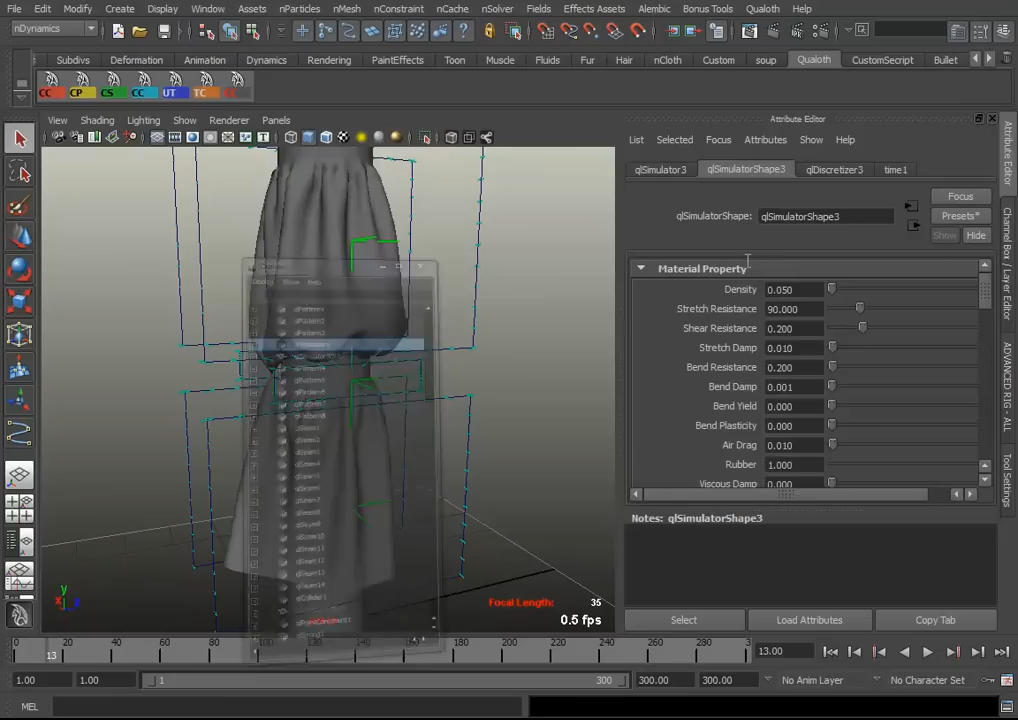 File Edit Modify Create Display Window Assets nParticles nMesh nConstraint nCache nSolver Fields Effects Assets Alembic Bonus Tools Qualoth Help
nDynamics
Subdivs Deformation Animation Dynamics Rendering PaintEffects Toon Muscle Fluids Fur Hair nCloth Custom soup Qualoth CustomScript Bullet
CC CP CS CC UT TC CC
View Shading Lighting Show Renderer Panels
Attribute Editor
List Selected Focus Attributes Show Help
qlSimulator3 qlSimulatorShape3 qlDiscretizer3 time1
Focus
qlSimulatorShape: qlSimulatorShape3 Presets*
Show Hide
Material Property
Density 0.050
Stretch Resistance 90.000
Shear Resistance 0.200
Stretch Damp 0.010
Bend Resistance 0.200
Bend Damp 0.001
Bend Yield 0.000
Bend Plasticity 0.000
Air Drag 0.010
Rubber 1.000
Viscous Damp 0.000
Notes: qlSimulatorShape3
Select Load Attributes Copy Tab
Attribute Editor
Channel Box / Layer Editor
ADVANCED RIG - ALL
Tool Settings
Focal Length: 35
0.5 fps
y
x z
0 20 40 60 80 100 120 140 160 180 200 220 240 260 280 3
13
13.00
1.00 1.00 1 300 300.00 300.00 No Anim Layer No Character Set
MEL